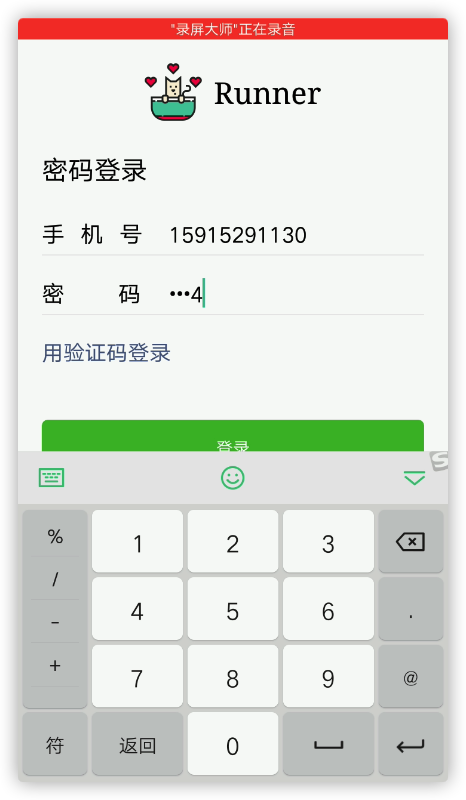 "录屏大师"正在录音
Runner
密码登录
手 机 号 15915291130
密 码 •••4
用验证码登录
登录
S
% 1 2 3
/ 4 5 6 .
- 7 8 9 @
+
符 返回 0